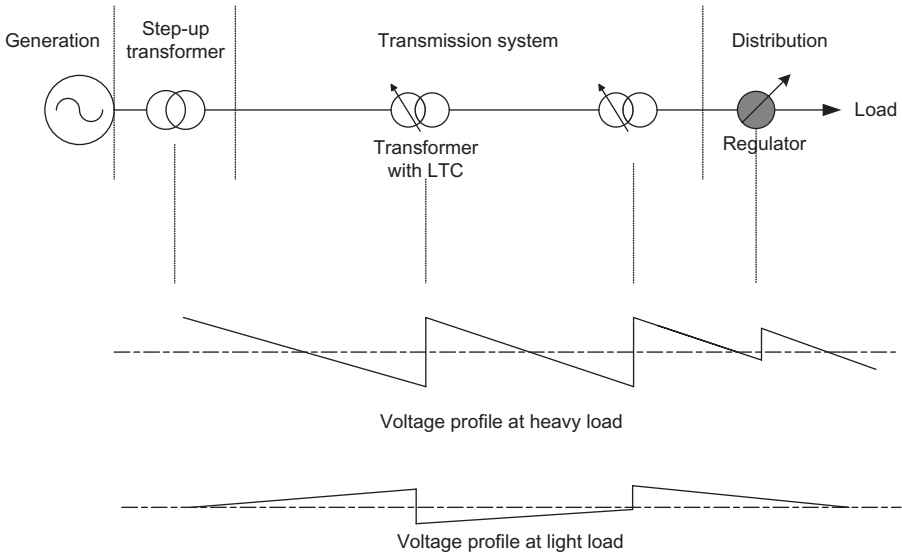 Generation
Step-up
transformer
Transmission system
Distribution
Load
Transformer
with LTC
Regulator
Voltage profile at heavy load
Voltage profile at light load